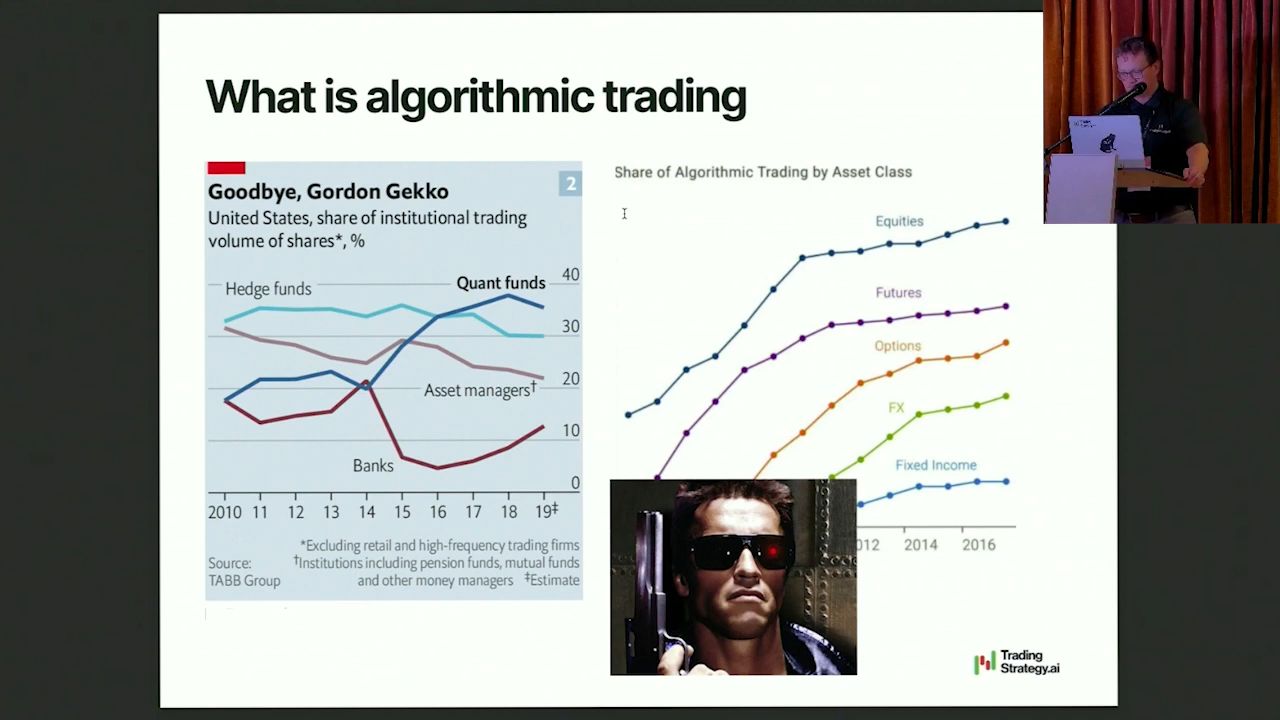 What is algorithmic trading
Goodbye, Gordon Gekko
2
United States, share of institutional trading
volume of shares*, %
Hedge funds
Quant funds
40
30
20
Asset managers†
10
Banks
0
2010 11 12 13 14 15 16 17 18 19‡
*Excluding retail and high-frequency trading firms
Source: †Institutions including pension funds, mutual funds
TABB Group and other money managers ‡Estimate
Share of Algorithmic Trading by Asset Class
Equities
Futures
Options
FX
Fixed Income
012 2014 2016
Trading
Strategy.ai